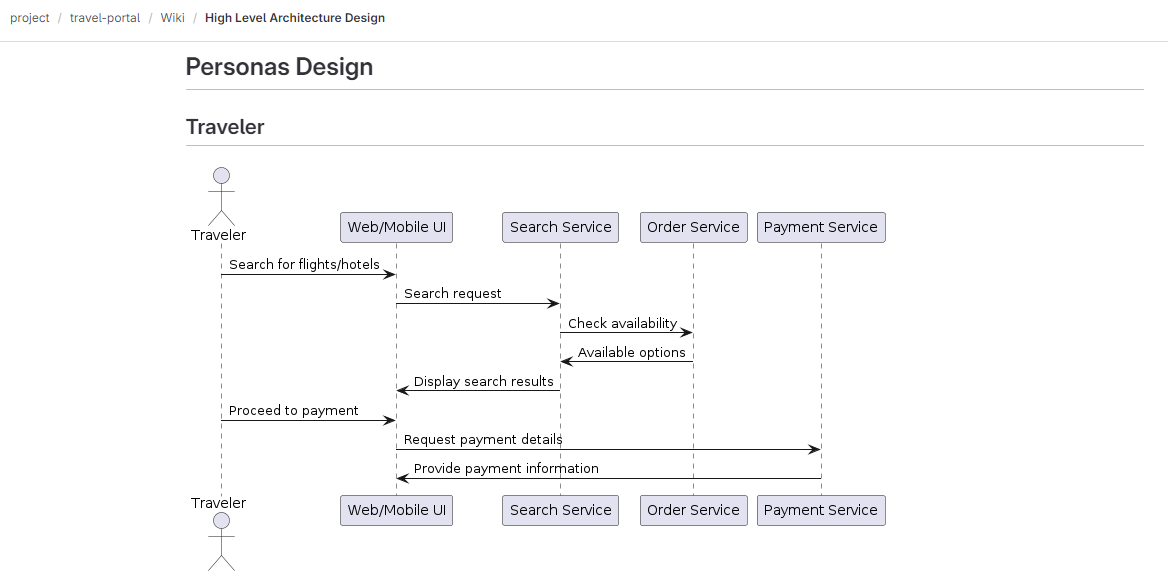 project / travel-portal / Wiki / High Level Architecture Design
Personas Design
Traveler
Traveler
Web/Mobile UI
Search Service
Order Service
Payment Service
Search for flights/hotels
Search request
Check availability
Available options
Display search results
Proceed to payment
Request payment details
Provide payment information
Traveler
Web/Mobile UI
Search Service
Order Service
Payment Service